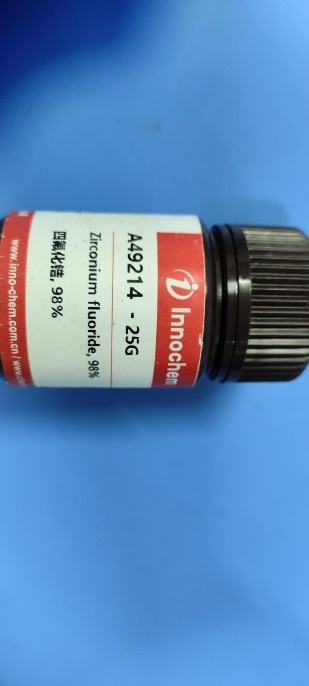 Innochem
A49214 - 25G
Zirconium fluoride, 98%
四氟化锆, 98%
www.inno-chem.com.cn